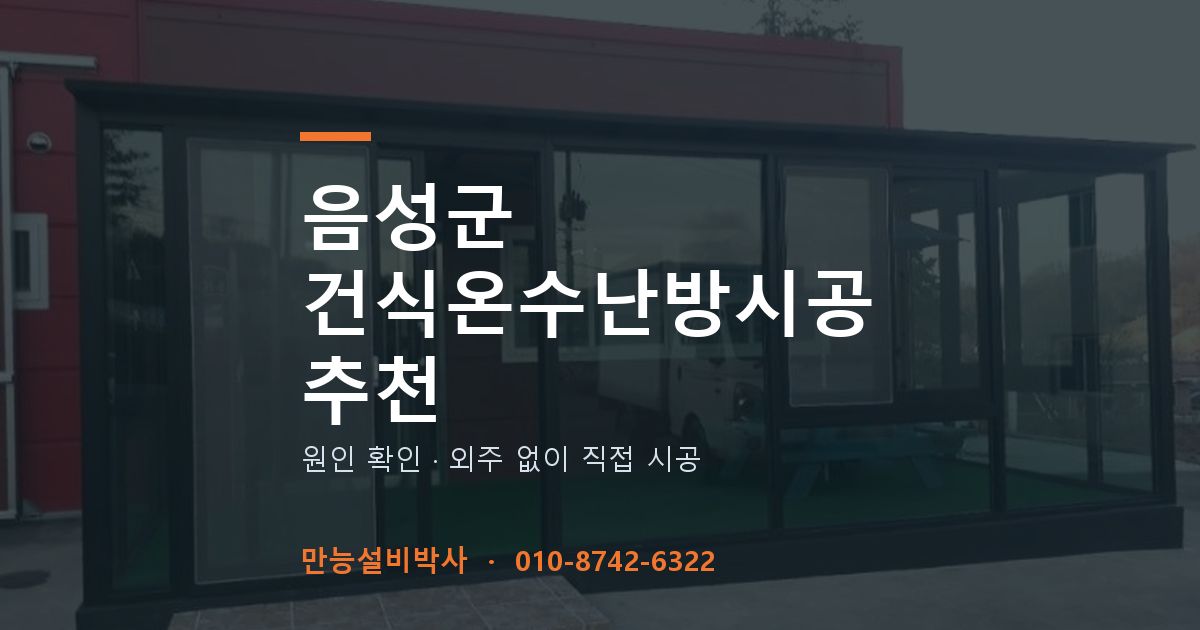 음성군
건식온수난방시공
추천
원인 확인 · 외주 없이 직접 시공
만능설비박사 · 010-8742-6322